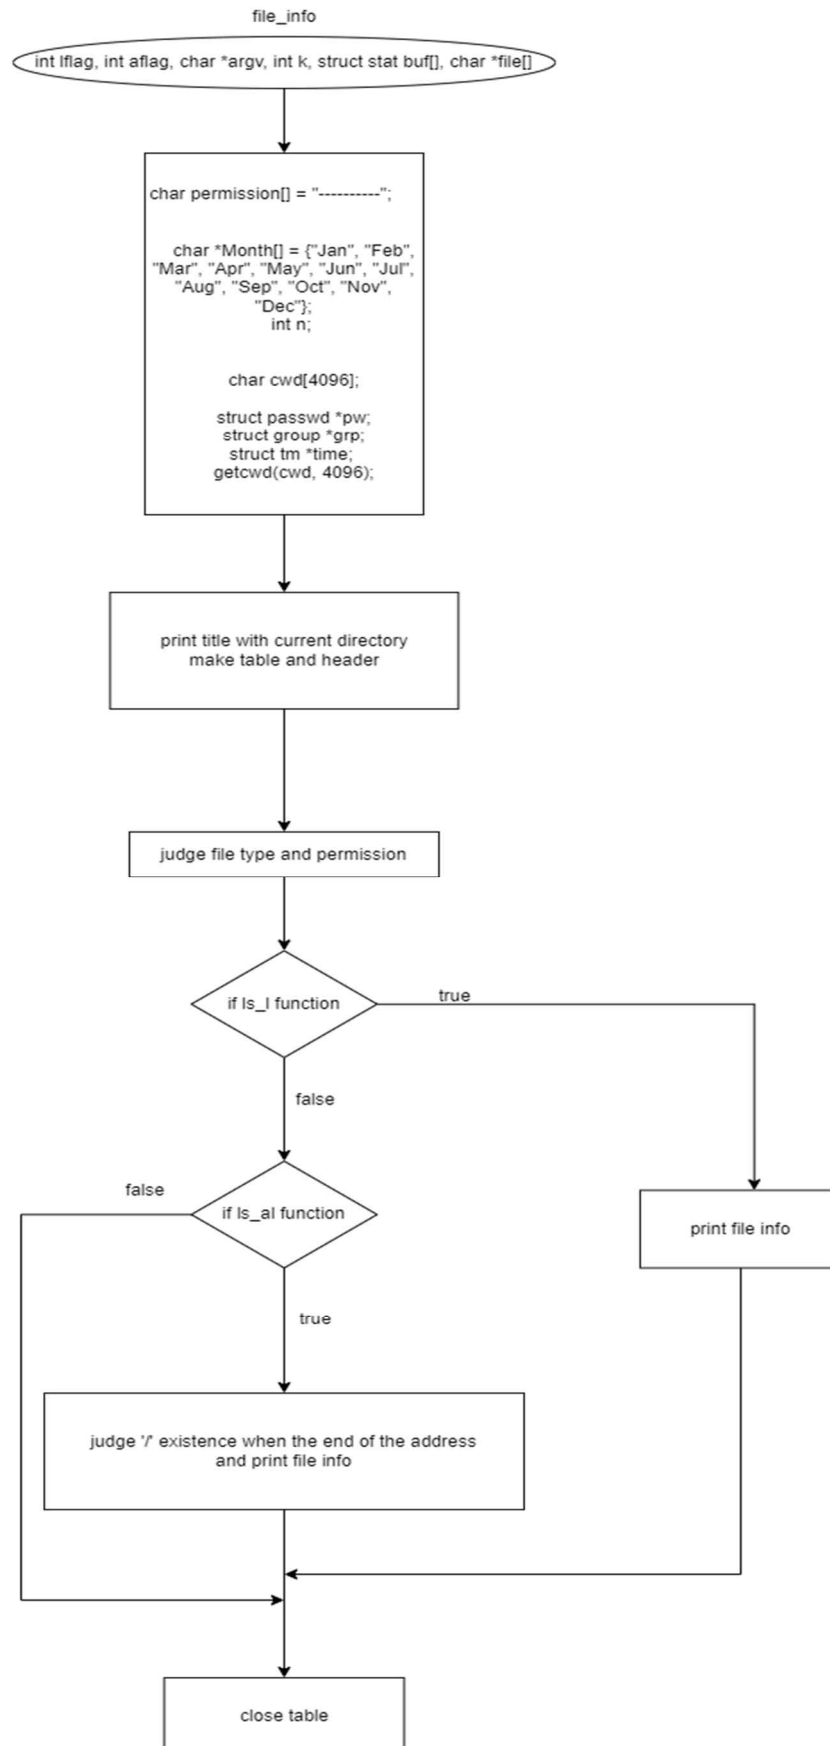 file_info
int lflag, int aflag, char *argv, int k, struct stat buf[], char *file[]
char permission[] = "----------";
char *Month[] = {"Jan", "Feb",
"Mar", "Apr", "May", "Jun", "Jul",
"Aug", "Sep", "Oct", "Nov",
"Dec"};
int n;
char cwd[4096];
struct passwd *pw;
struct group *grp;
struct tm *time;
getcwd(cwd, 4096);
print title with current directory
make table and header
judge file type and permission
if ls_l function
true
false
false
if ls_al function
print file info
true
judge '/' existence when the end of the address
and print file info
close table